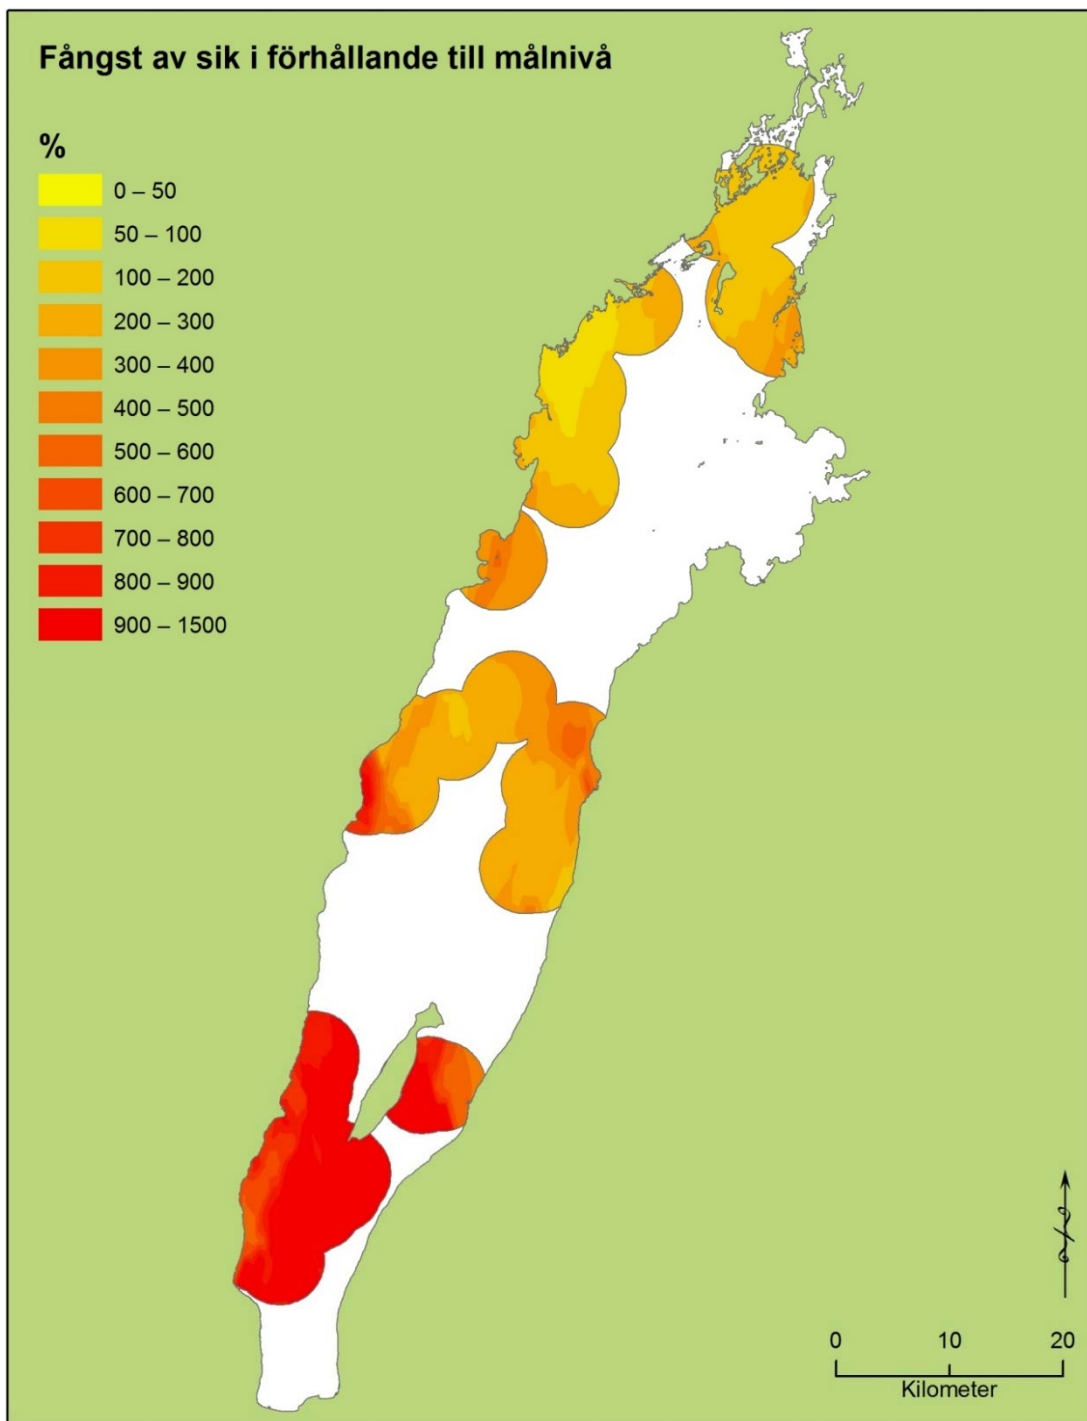 Fångst av sik i förhållande till målnivå
%
0 – 50
50 – 100
100 – 200
200 – 300
300 – 400
400 – 500
500 – 600
600 – 700
700 – 800
800 – 900
900 – 1500
0 10 20
Kilometer